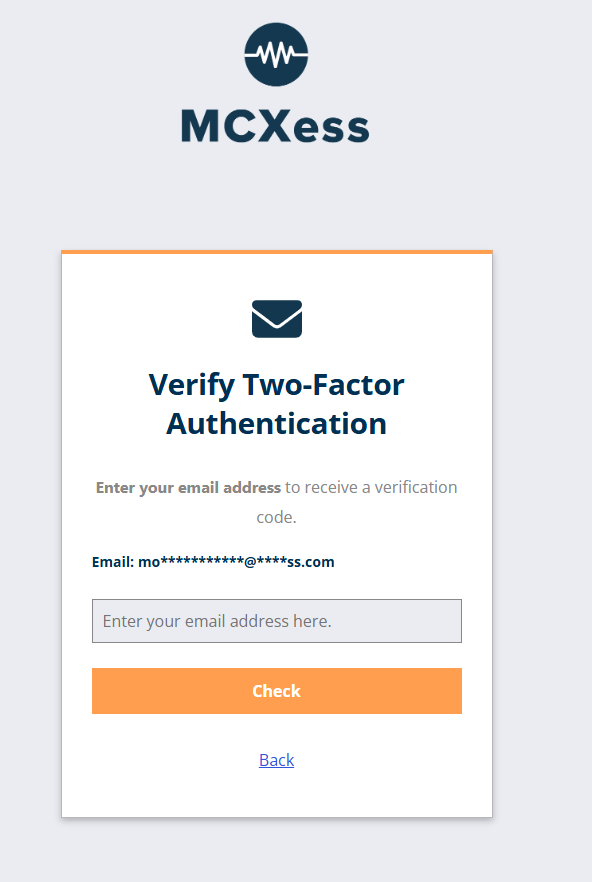 MCXess
Verify Two-Factor
Authentication
Enter your email address to receive a verification
code.
Email: mo***********@****ss.com
Enter your email address here.
Check
Back